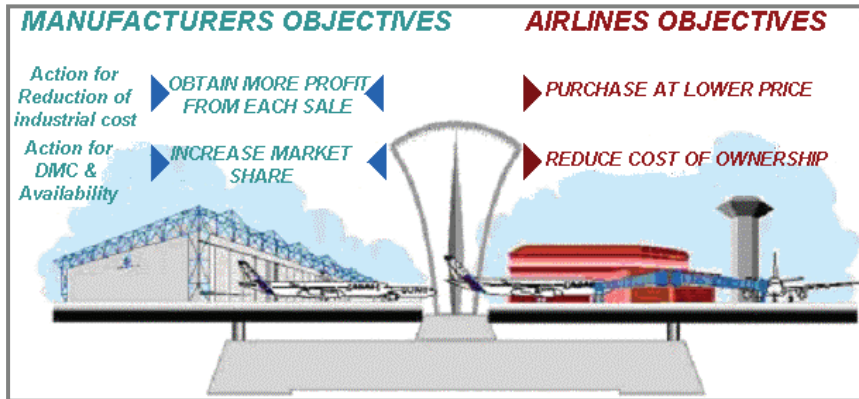 MANUFACTURERS OBJECTIVES
AIRLINES OBJECTIVES
Action for
Reduction of
industrial cost
OBTAIN MORE PROFIT
FROM EACH SALE
PURCHASE AT LOWER PRICE
Action for
DMC &
Availability
INCREASE MARKET
SHARE
REDUCE COST OF OWNERSHIP